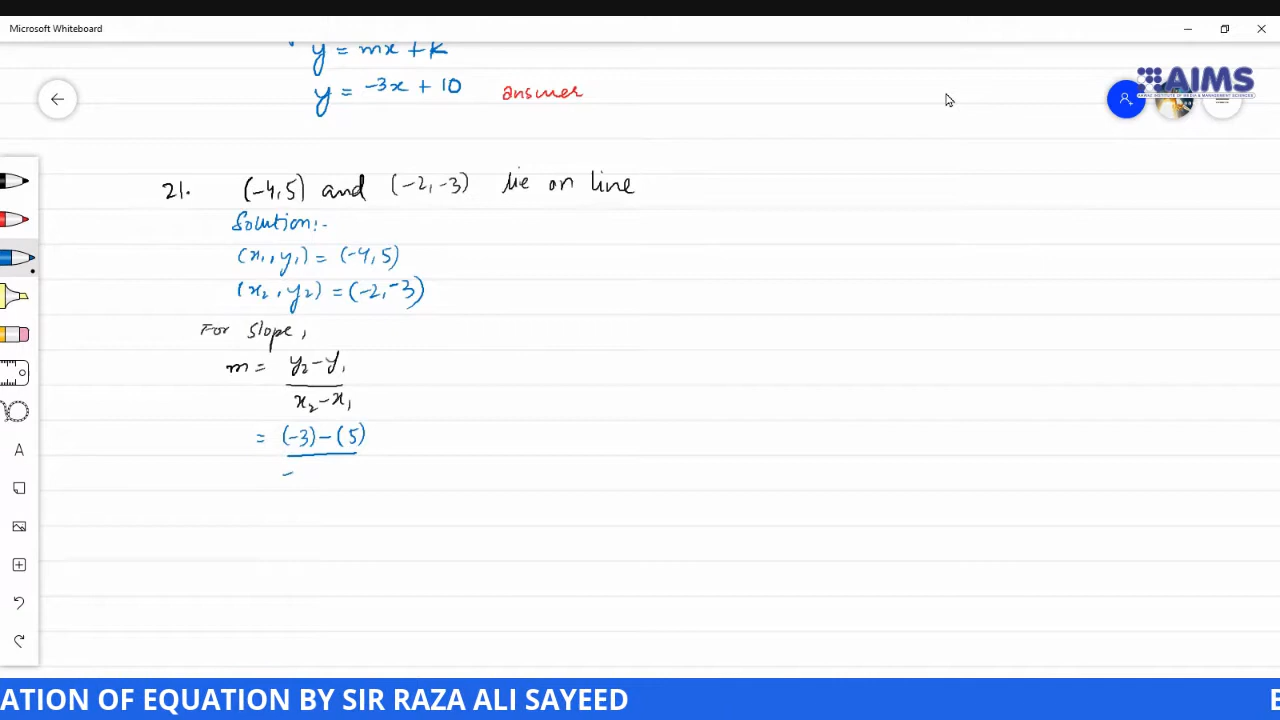 Microsoft Whiteboard
y = mx + k
y = -3x + 10 answer
AIMS
21. (-4,5) and (-2,-3) lie on line
Solution:-
(x₁, y₁) = (-4, 5)
(x₂, y₂) = (-2, -3)
For slope,
m = y₂ - y₁
x₂ - x₁
= (-3) - (5)
-
A
ATION OF EQUATION BY SIR RAZA ALI SAYEED